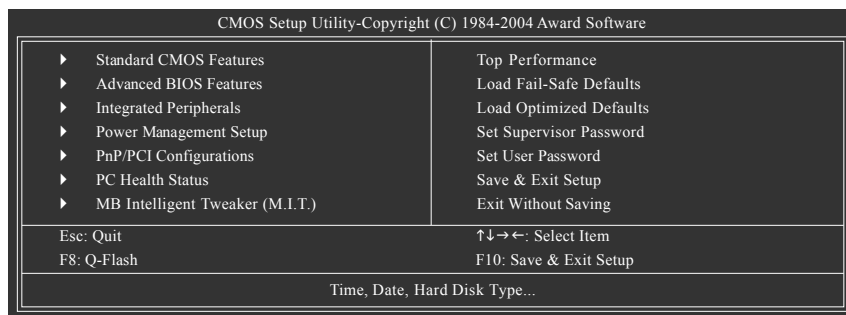 CMOS Setup Utility-Copyright (C) 1984-2004 Award Software
Standard CMOS Features
Advanced BIOS Features
Integrated Peripherals
Power Management Setup
PnP/PCI Configurations
PC Health Status
MB Intelligent Tweaker (M.I.T.)
Top Performance
Load Fail-Safe Defaults
Load Optimized Defaults
Set Supervisor Password
Set User Password
Save & Exit Setup
Exit Without Saving
Esc: Quit
↑↓→←: Select Item
F8: Q-Flash
F10: Save & Exit Setup
Time, Date, Hard Disk Type...